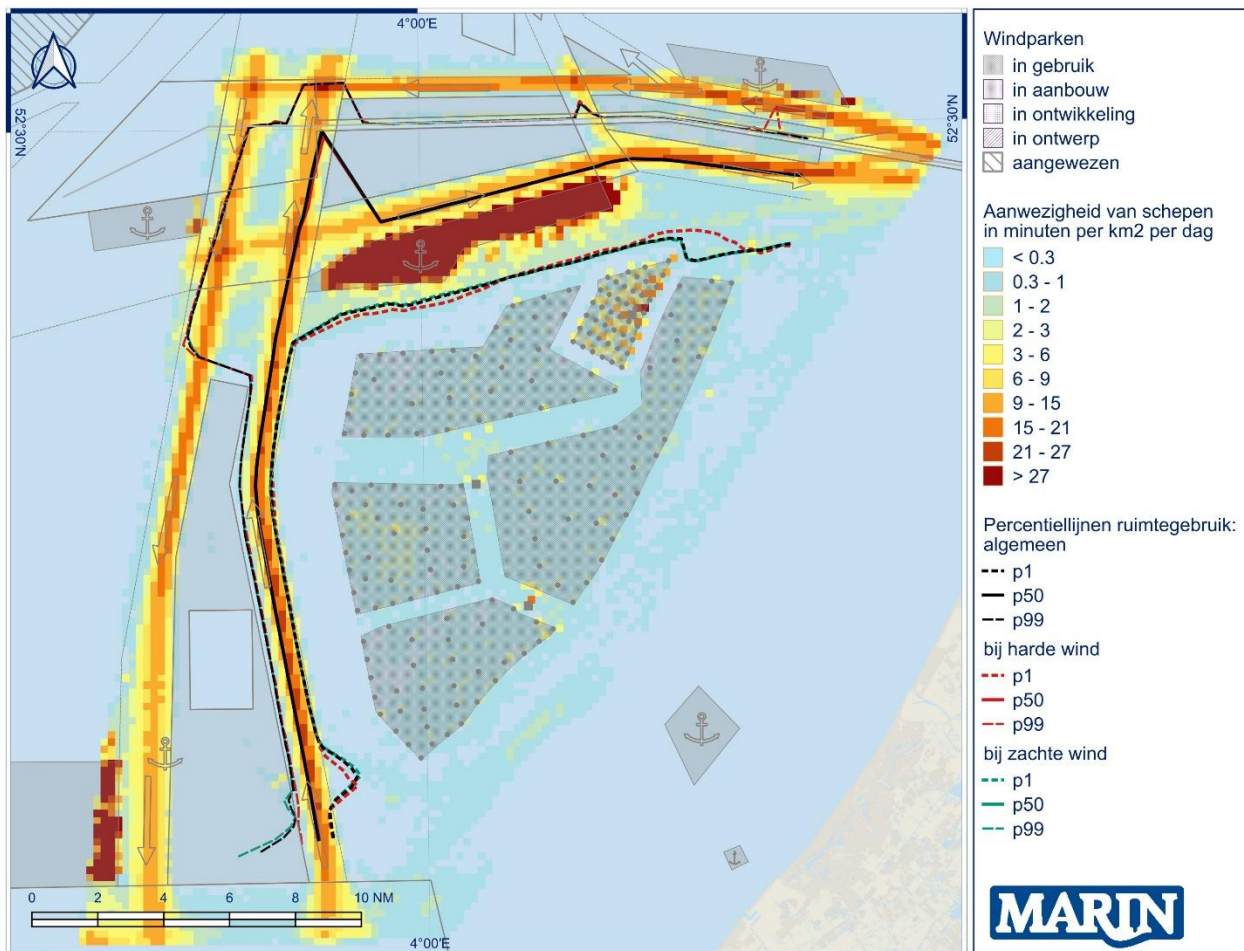 4°00'E
52°30'N
52°30'N
0 2 4 6 8 10 NM
4°00'E
Windparken
in gebruik
in aanbouw
in ontwikkeling
in ontwerp
aangewezen
Aanwezigheid van schepen
in minuten per km2 per dag
< 0.3
0.3 - 1
1 - 2
2 - 3
3 - 6
6 - 9
9 - 15
15 - 21
21 - 27
> 27
Percentiellijnen ruimtegebruik:
algemeen
p1
p50
p99
bij harde wind
p1
p50
p99
bij zachte wind
p1
p50
p99
MARIN